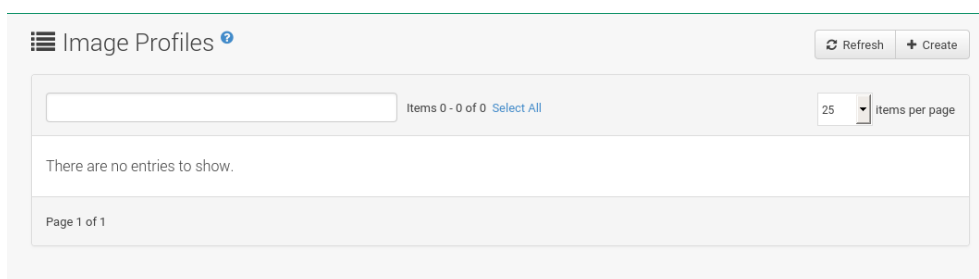 Image Profiles ?
Refresh
+ Create
Items 0 - 0 of 0 Select All
25 items per page
There are no entries to show.
Page 1 of 1